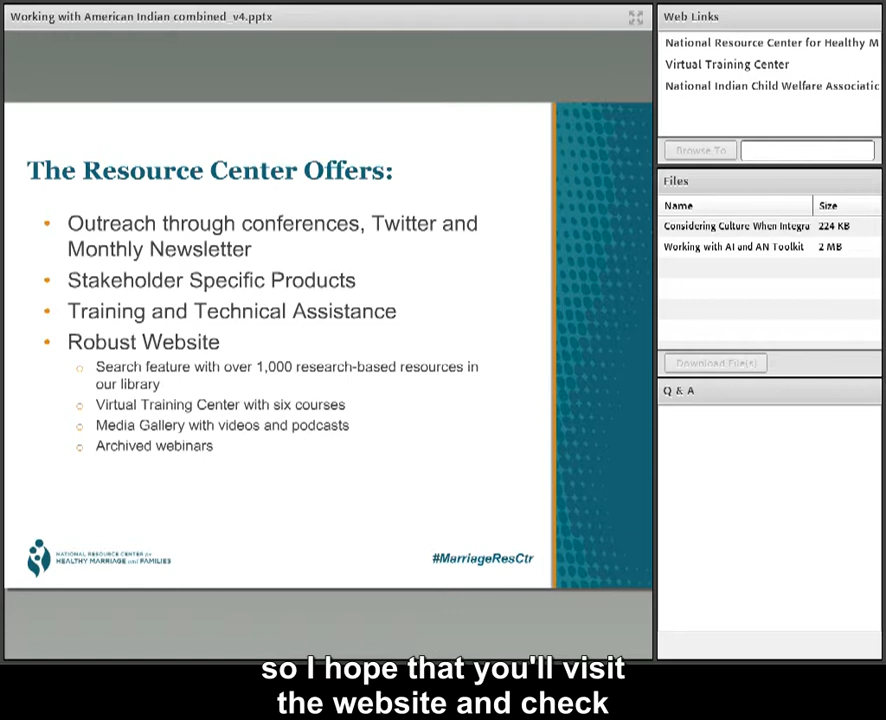 Working with American Indian combined_v4.pptx
The Resource Center Offers:
• Outreach through conferences, Twitter and
Monthly Newsletter
• Stakeholder Specific Products
• Training and Technical Assistance
• Robust Website
○ Search feature with over 1,000 research-based resources in
our library
○ Virtual Training Center with six courses
○ Media Gallery with videos and podcasts
○ Archived webinars
NATIONAL RESOURCE CENTER for
HEALTHY MARRIAGE and FAMILIES
#MarriageResCtr
Web Links
National Resource Center for Healthy M
Virtual Training Center
National Indian Child Welfare Associatic
Browse To
Files
Name Size
Considering Culture When Integra 224 KB
Working with AI and AN Toolkit 2 MB
Download File(s)
Q & A
so I hope that you'll visit
the website and check